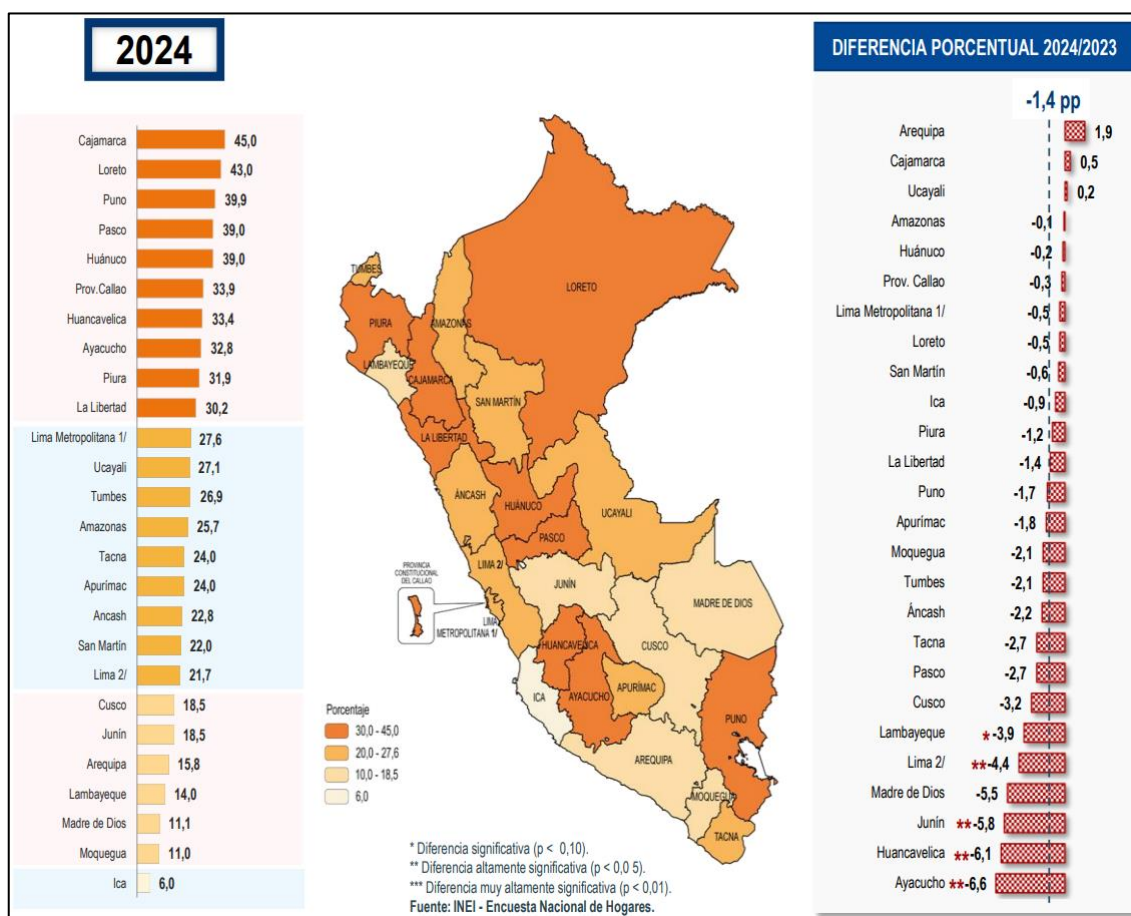 2024
Cajamarca 45,0
Loreto 43,0
Puno 39,9
Pasco 39,0
Huánuco 39,0
Prov.Callao 33,9
Huancavelica 33,4
Ayacucho 32,8
Piura 31,9
La Libertad 30,2
Lima Metropolitana 1/ 27,6
Ucayali 27,1
Tumbes 26,9
Amazonas 25,7
Tacna 24,0
Apurímac 24,0
Áncash 22,8
San Martín 22,0
Lima 2/ 21,7
Cusco 18,5
Junín 18,5
Arequipa 15,8
Lambayeque 14,0
Madre de Dios 11,1
Moquegua 11,0
Ica 6,0
TUMBES
LORETO
PIURA
AMAZONAS
LAMBAYEQUE
CAJAMARCA
SAN MARTÍN
LA LIBERTAD
ÁNCASH
HUÁNUCO
UCAYALI
PASCO
PROVINCIA
CONSTITUCIONAL
DEL CALLAO
LIMA 2/
JUNÍN
MADRE DE DIOS
LIMA
METROPOLITANA 1/
HUANCAVELICA
CUSCO
ICA
AYACUCHO
APURÍMAC
PUNO
AREQUIPA
MOQUEGUA
TACNA
Porcentaje
30,0 - 45,0
20,0 - 27,6
10,0 - 18,5
6,0
* Diferencia significativa (p < 0,10).
** Diferencia altamente significativa (p < 0,0 5).
*** Diferencia muy altamente significativa (p < 0,01).
Fuente: INEI - Encuesta Nacional de Hogares.
DIFERENCIA PORCENTUAL 2024/2023
-1,4 pp
Arequipa 1,9
Cajamarca 0,5
Ucayali 0,2
Amazonas -0,1
Huánuco -0,2
Prov. Callao -0,3
Lima Metropolitana 1/ -0,5
Loreto -0,5
San Martín -0,6
Ica -0,9
Piura -1,2
La Libertad -1,4
Puno -1,7
Apurímac -1,8
Moquegua -2,1
Tumbes -2,1
Áncash -2,2
Tacna -2,7
Pasco -2,7
Cusco -3,2
Lambayeque *-3,9
Lima 2/ **-4,4
Madre de Dios -5,5
Junín **-5,8
Huancavelica **-6,1
Ayacucho **-6,6